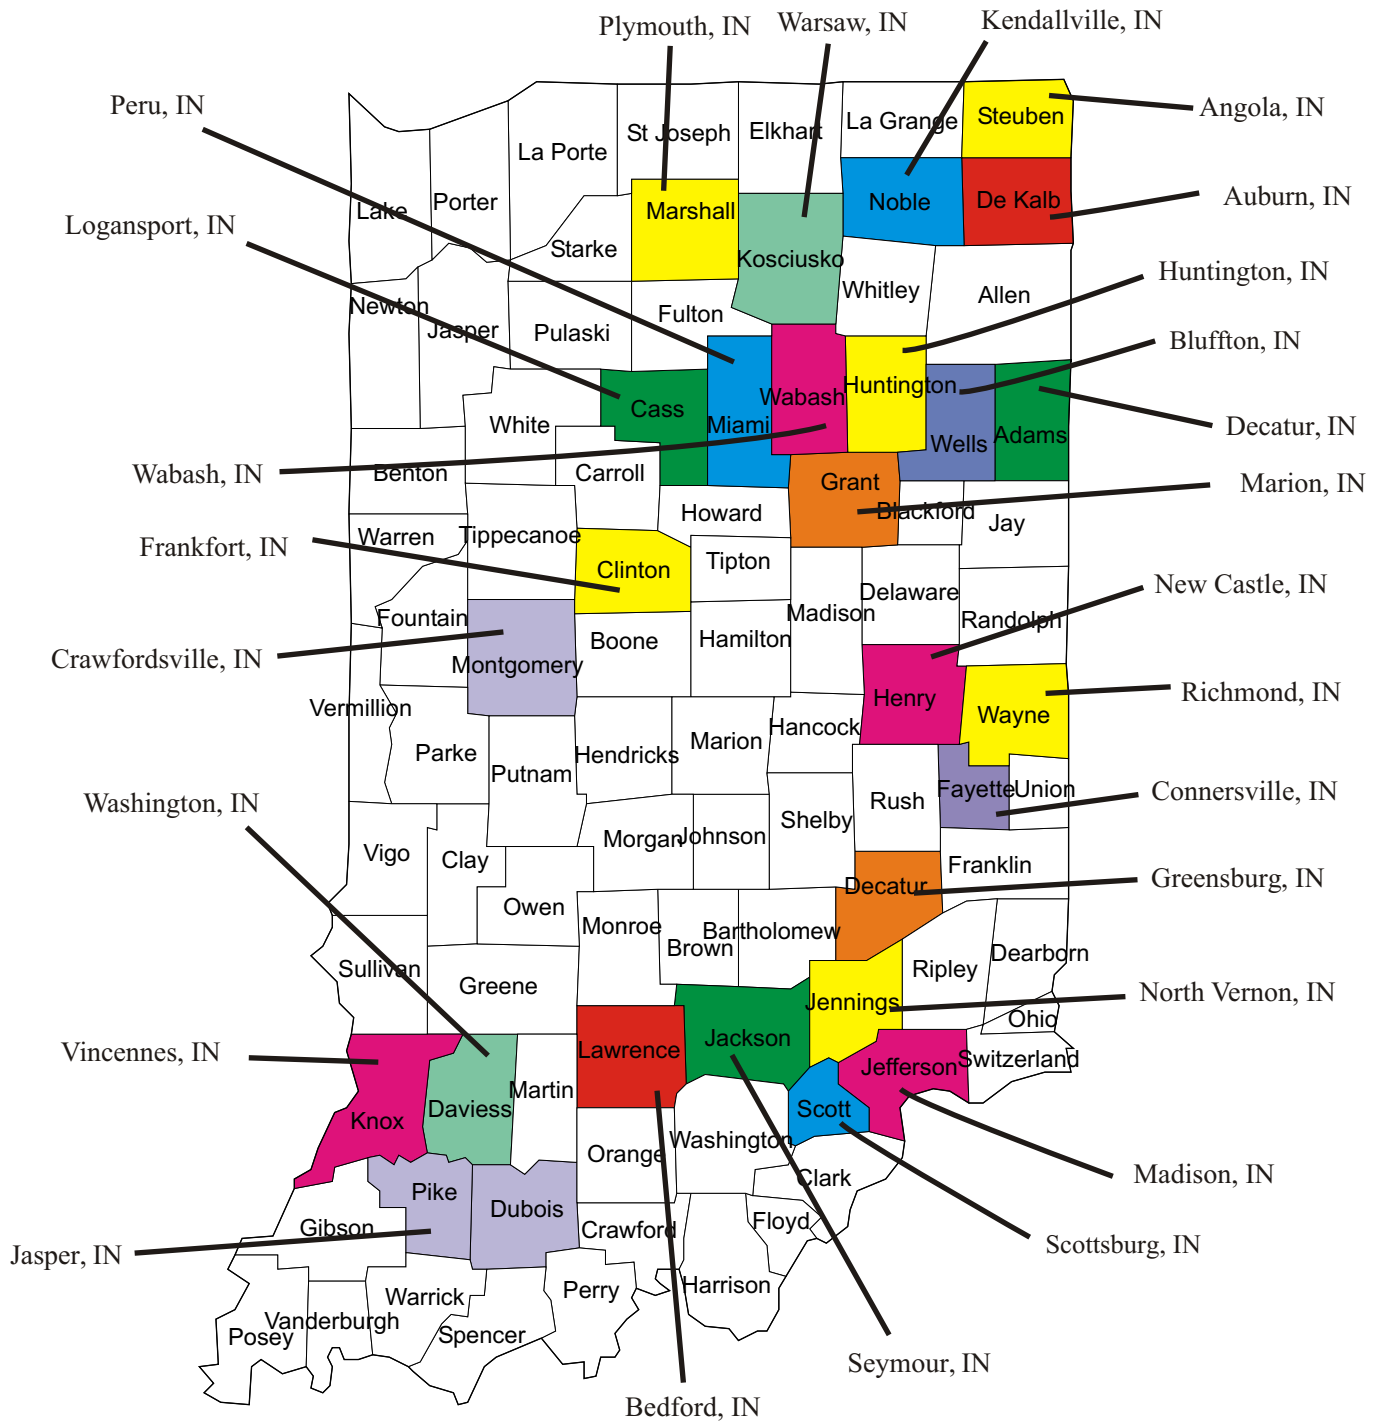 Plymouth, IN
Warsaw, IN
Kendallville, IN
Peru, IN
Angola, IN
Steuben
La Grange
St Joseph
Elkhart
La Porte
Auburn, IN
De Kalb
Noble
Porter
Lake
Marshall
Logansport, IN
Starke
Kosciusko
Huntington, IN
Whitley
Allen
Newton
Fulton
Jasper
Pulaski
Bluffton, IN
Huntington
Wabash
Cass
Miami
White
Decatur, IN
Adams
Wells
Wabash, IN
Benton
Carroll
Grant
Marion, IN
Howard
Blackford
Jay
Warren
Tippecanoe
Frankfort, IN
Clinton
Tipton
New Castle, IN
Delaware
Madison
Fountain
Randolph
Boone
Hamilton
Crawfordsville, IN
Montgomery
Richmond, IN
Henry
Vermillion
Wayne
Hancock
Marion
Parke
Hendricks
Putnam
Fayette
Union
Connersville, IN
Washington, IN
Rush
Shelby
Morgan
Johnson
Vigo
Clay
Franklin
Greensburg, IN
Decatur
Owen
Monroe
Bartholomew
Brown
Dearborn
Sullivan
Ripley
Greene
North Vernon, IN
Jennings
Ohio
Jackson
Vincennes, IN
Lawrence
Switzerland
Jefferson
Martin
Daviess
Scott
Knox
Washington
Orange
Madison, IN
Clark
Pike
Dubois
Floyd
Gibson
Crawford
Scottsburg, IN
Jasper, IN
Harrison
Perry
Warrick
Vanderburgh
Spencer
Posey
Seymour, IN
Bedford, IN